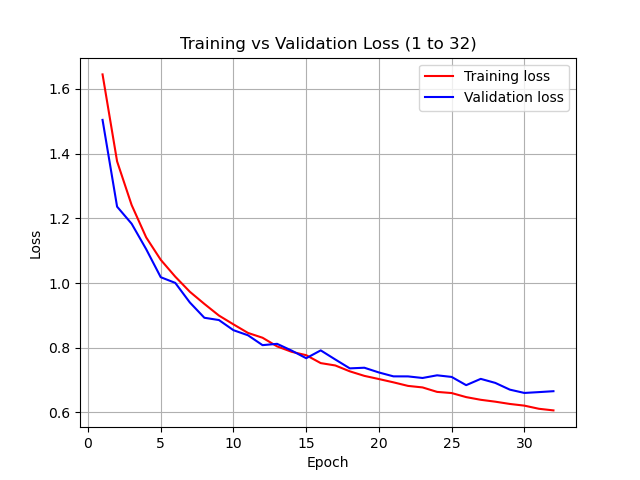 Training vs Validation Loss (1 to 32)
Training loss
Validation loss
Loss
1.6
1.4
1.2
1.0
0.8
0.6
0
5
10
15
20
25
30
Epoch